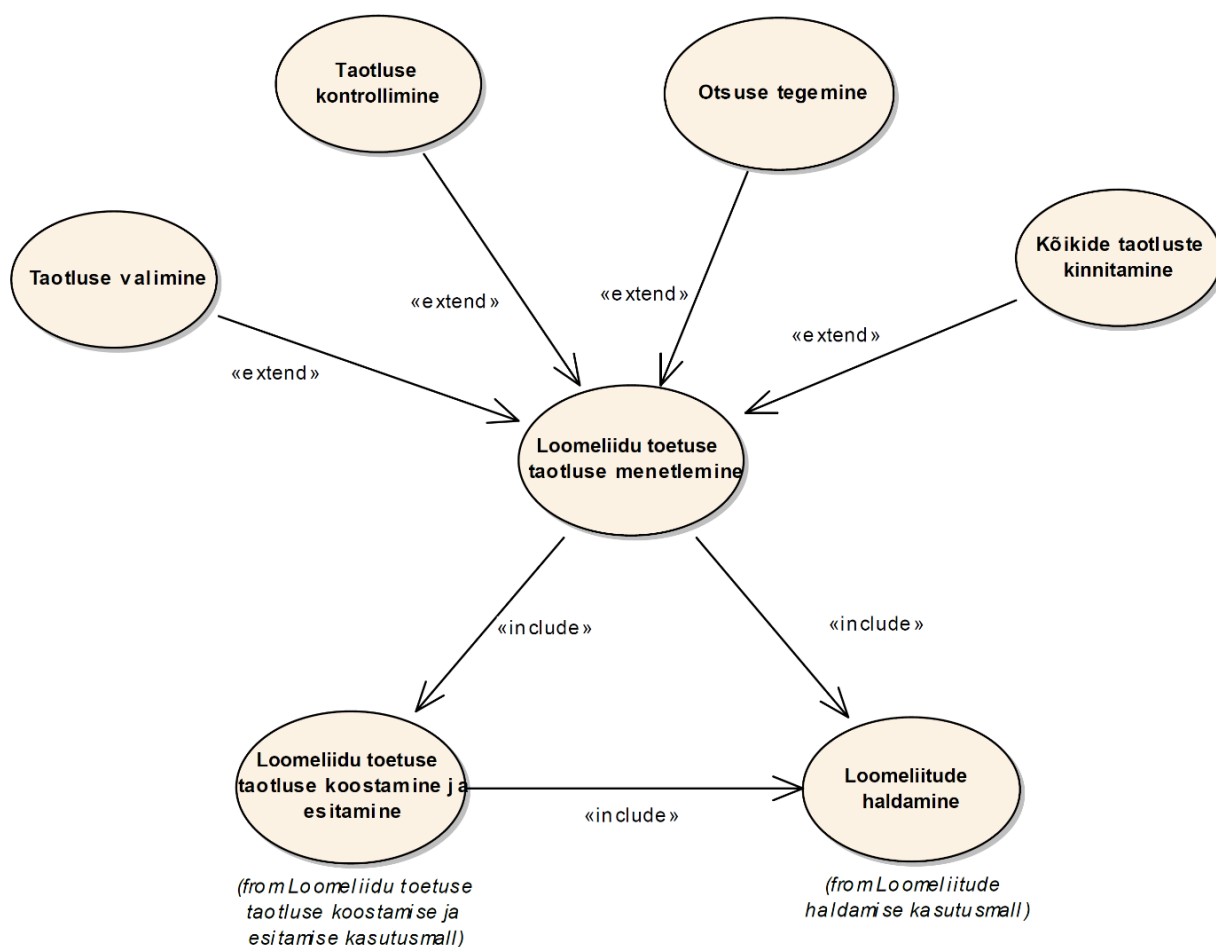 Taotluse
kontrollimine
Otsuse tegemine
Taotluse valimine
Kõikide taotluste
kinnitamine
«extend»
«extend»
«extend»
«extend»
Loomeliidu toetuse
taotluse menetlemine
«include»
«include»
Loomeliidu toetuse
taotluse koostamine ja
esitamine
«include»
Loomeliitude
haldamine
(from Loomeliidu toetuse
taotluse koostamise ja
esitamise kasutusmall)
(from Loomeliitude
haldamise kasutusmall)